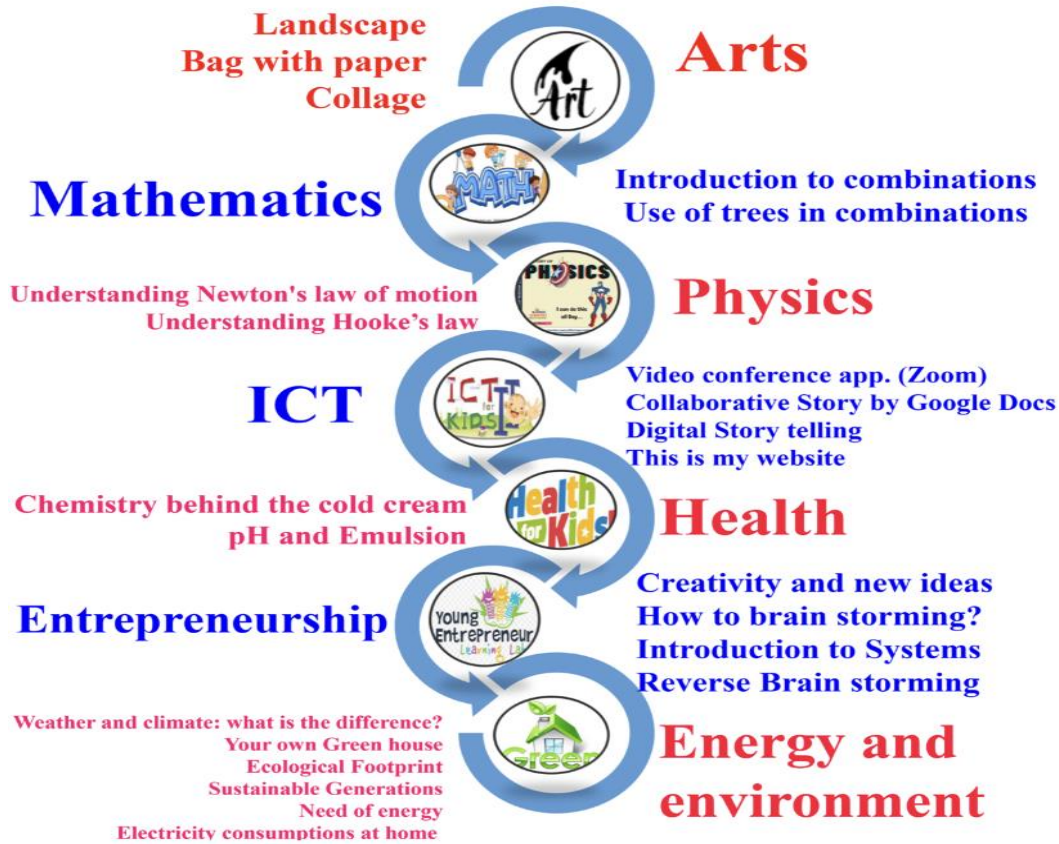 Landscape
Bag with paper
Collage
Art
Arts
Mathematics
MATH
Introduction to combinations
Use of trees in combinations
Understanding Newton's law of motion
Understanding Hooke’s law
PHYSICS
I can do this
all Day...
Physics
ICT
ICT
for
KIDS
Video conference app. (Zoom)
Collaborative Story by Google Docs
Digital Story telling
This is my website
Chemistry behind the cold cream
pH and Emulsion
Health
for Kids!
Health
Entrepreneurship
Young
Entrepreneur
Learning Lab
Creativity and new ideas
How to brain storming?
Introduction to Systems
Reverse Brain storming
Weather and climate: what is the difference?
Your own Green house
Ecological Footprint
Sustainable Generations
Need of energy
Electricity consumptions at home
Green
Energy and
environment